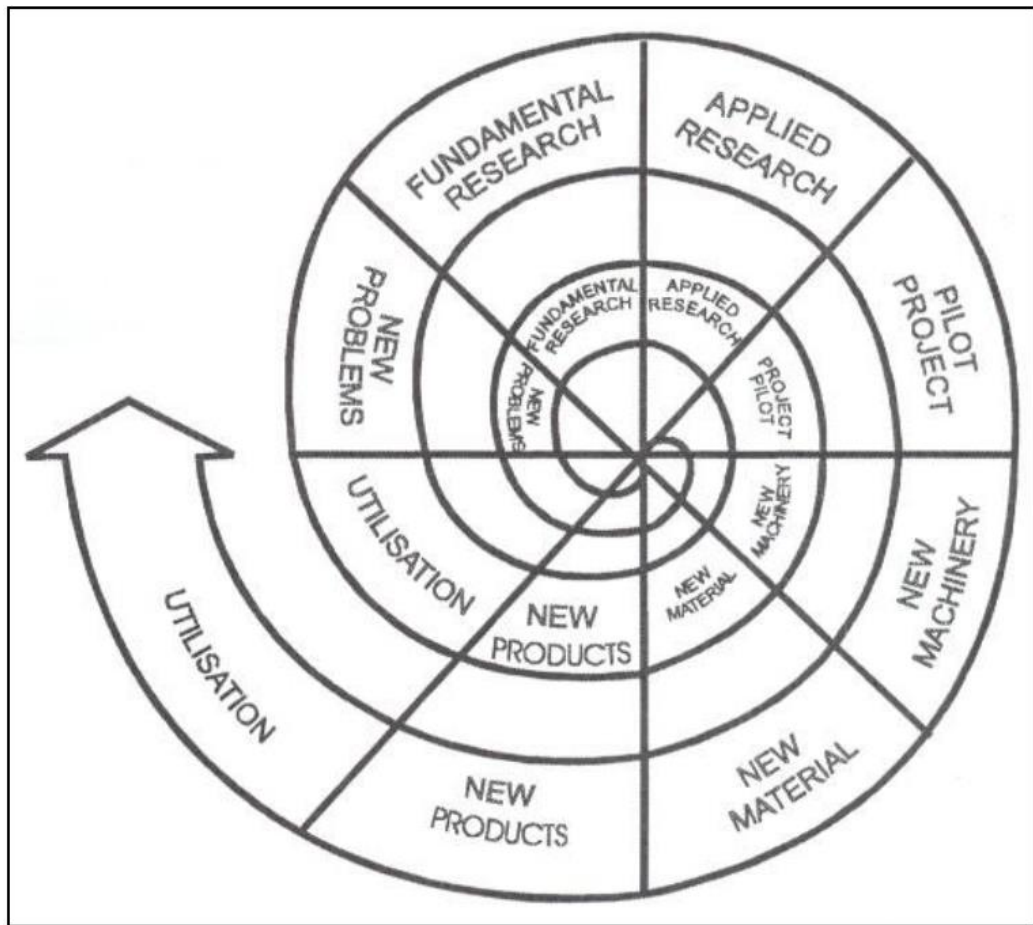 FUNDAMENTAL
RESEARCH
APPLIED
RESEARCH
PILOT
PROJECT
NEW
MACHINERY
NEW
MATERIAL
NEW
PRODUCTS
UTILISATION
NEW
PROBLEMS
FUNDAMENTAL
RESEARCH
APPLIED
RESEARCH
PROJECT
PILOT
NEW
MACHINERY
NEW
MATERIAL
NEW
PRODUCTS
UTILISATION
NEW
PROBLEMS